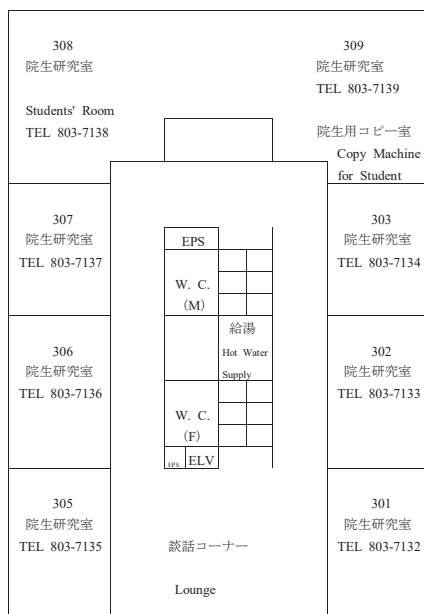 308
院生研究室
Students' Room
TEL 803-7138
309
院生研究室
TEL 803-7139
院生用コピー室
Copy Machine
for Student
307
院生研究室
TEL 803-7137
EPS
W. C.
(M)
303
院生研究室
TEL 803-7134
給湯
Hot Water
Supply
306
院生研究室
TEL 803-7136
302
院生研究室
TEL 803-7133
W. C.
(F)
EPS ELV
305
院生研究室
TEL 803-7135
301
院生研究室
TEL 803-7132
談話コーナー
Lounge